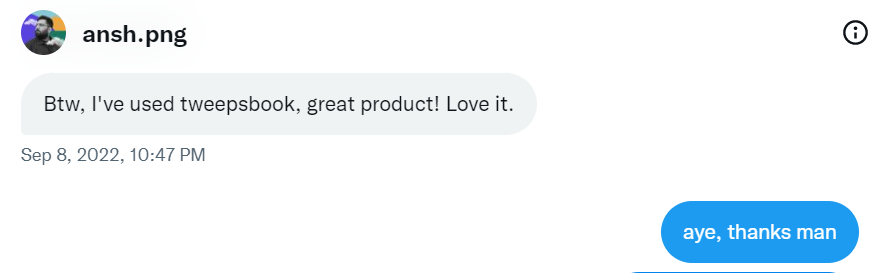 ansh.png
Btw, I've used tweepsbook, great product! Love it.
Sep 8, 2022, 10:47 PM
aye, thanks man